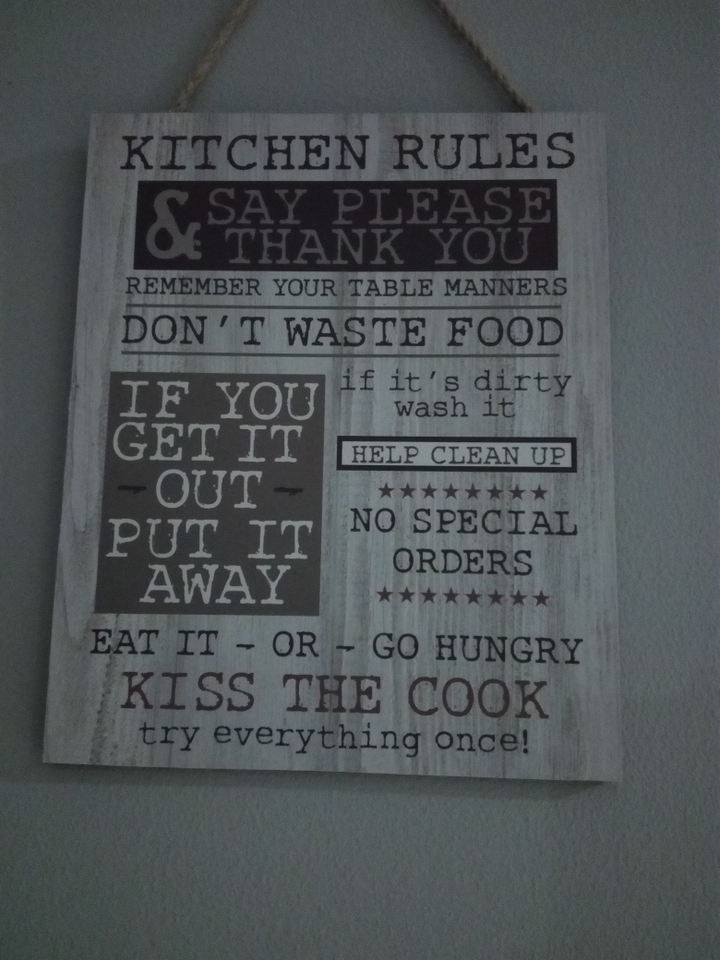 KITCHEN RULES
SAY PLEASE
& THANK YOU
REMEMBER YOUR TABLE MANNERS
DON'T WASTE FOOD
IF YOU
GET IT
- OUT -
PUT IT
AWAY
if it's dirty
wash it
HELP CLEAN UP
★★★★★★★★
NO SPECIAL
ORDERS
★★★★★★★★
EAT IT - OR - GO HUNGRY
KISS THE COOK
try everything once!